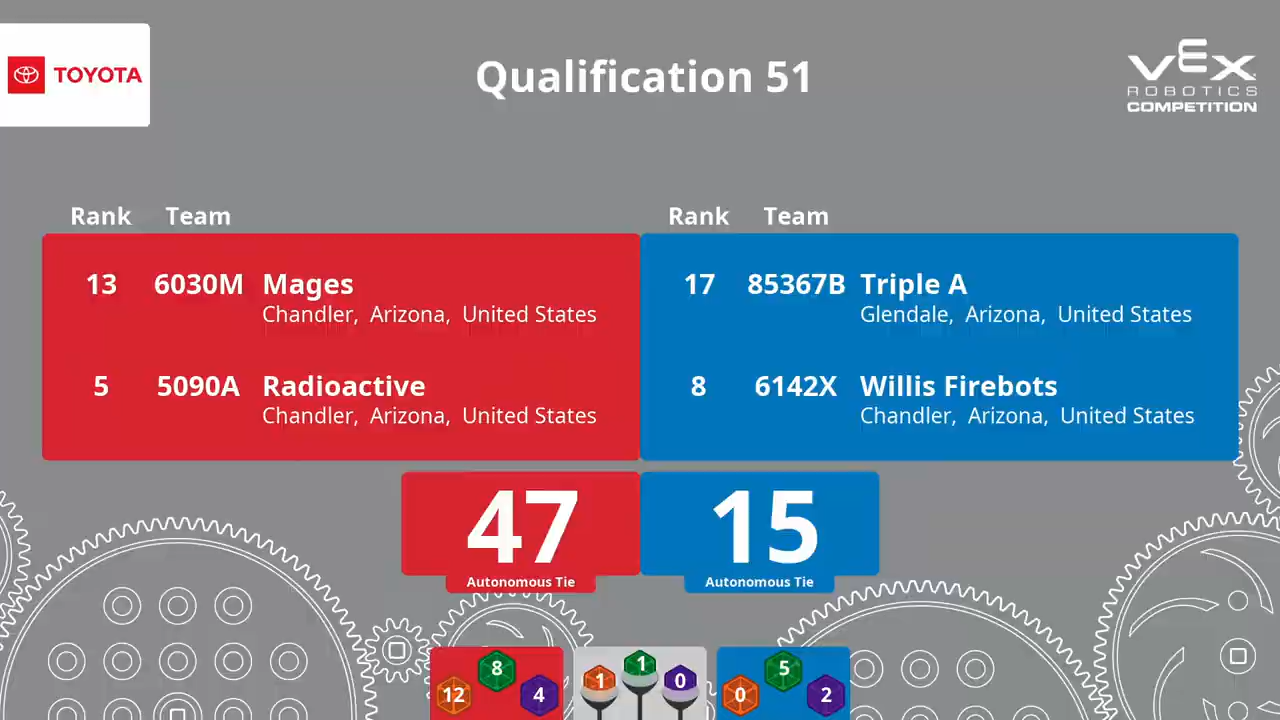 TOYOTA
Qualification 51
VEX
ROBOTICS
COMPETITION
Rank Team
13 6030M Mages
Chandler, Arizona, United States
5 5090A Radioactive
Chandler, Arizona, United States
Rank Team
17 85367B Triple A
Glendale, Arizona, United States
8 6142X Willis Firebots
Chandler, Arizona, United States
47
Autonomous Tie
15
Autonomous Tie
12 8 4
1 1 0
0 5 2